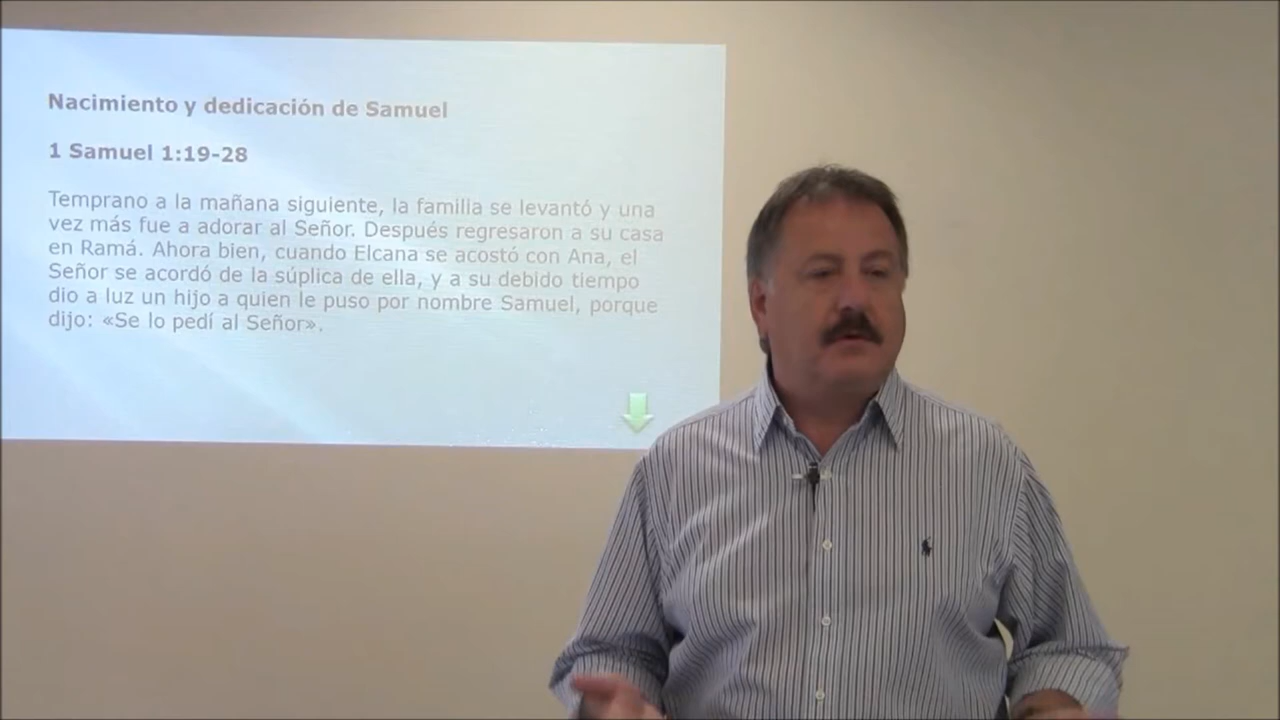 Nacimiento y dedicación de Samuel
1 Samuel 1:19-28
Temprano a la mañana siguiente, la familia se levantó y una
vez más fue a adorar al Señor. Después regresaron a su casa
en Ramá. Ahora bien, cuando Elcana se acostó con Ana, el
Señor se acordó de la súplica de ella, y a su debido tiempo
dio a luz un hijo a quien le puso por nombre Samuel, porque
dijo: «Se lo pedí al Señor».